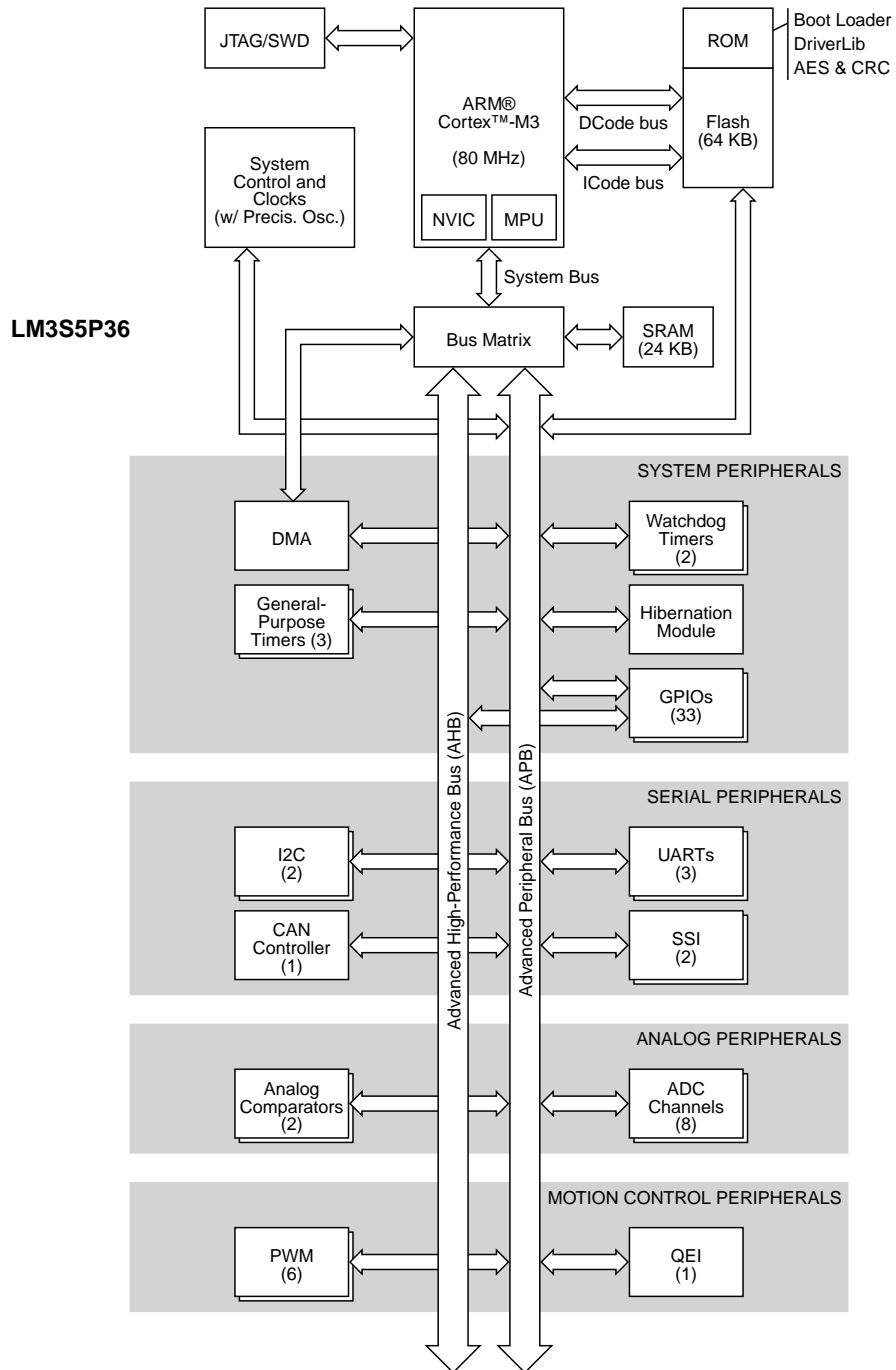 JTAG/SWD
ARM®
Cortex™-M3
(80 MHz)
NVIC
MPU
ROM
Boot Loader
DriverLib
AES & CRC
Flash
(64 KB)
DCode bus
ICode bus
System
Control and
Clocks
(w/ Precis. Osc.)
System Bus
LM3S5P36
Bus Matrix
SRAM
(24 KB)
SYSTEM PERIPHERALS
DMA
Watchdog
Timers
(2)
General-
Purpose
Timers (3)
Hibernation
Module
GPIOs
(33)
Advanced High-Performance Bus (AHB)
Advanced Peripheral Bus (APB)
SERIAL PERIPHERALS
I2C
(2)
UARTs
(3)
CAN
Controller
(1)
SSI
(2)
ANALOG PERIPHERALS
Analog
Comparators
(2)
ADC
Channels
(8)
MOTION CONTROL PERIPHERALS
PWM
(6)
QEI
(1)